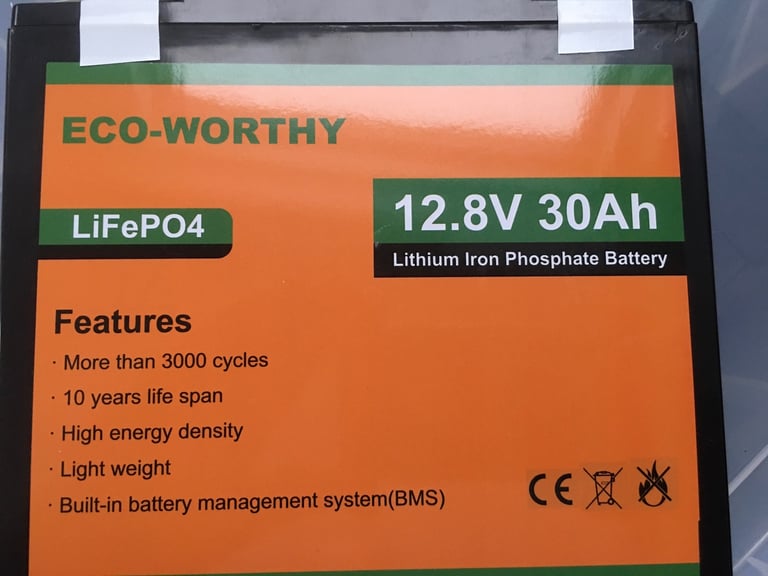 ECO-WORTHY
LiFePO4
12.8V 30Ah
Lithium Iron Phosphate Battery
Features
· More than 3000 cycles
· 10 years life span
· High energy density
· Light weight
· Built-in battery management system(BMS)
CE